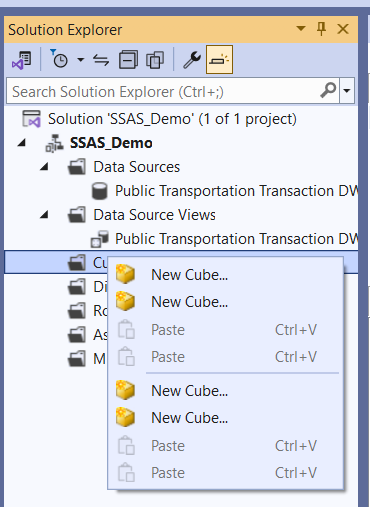 Solution Explorer
Search Solution Explorer (Ctrl+;)
Solution 'SSAS_Demo' (1 of 1 project)
SSAS_Demo
Data Sources
Public Transportation Transaction DW
Data Source Views
Public Transportation Transaction DW
Cu
Di
Ro
As
M
New Cube...
New Cube...
Paste Ctrl+V
Paste Ctrl+V
New Cube...
New Cube...
Paste Ctrl+V
Paste Ctrl+V